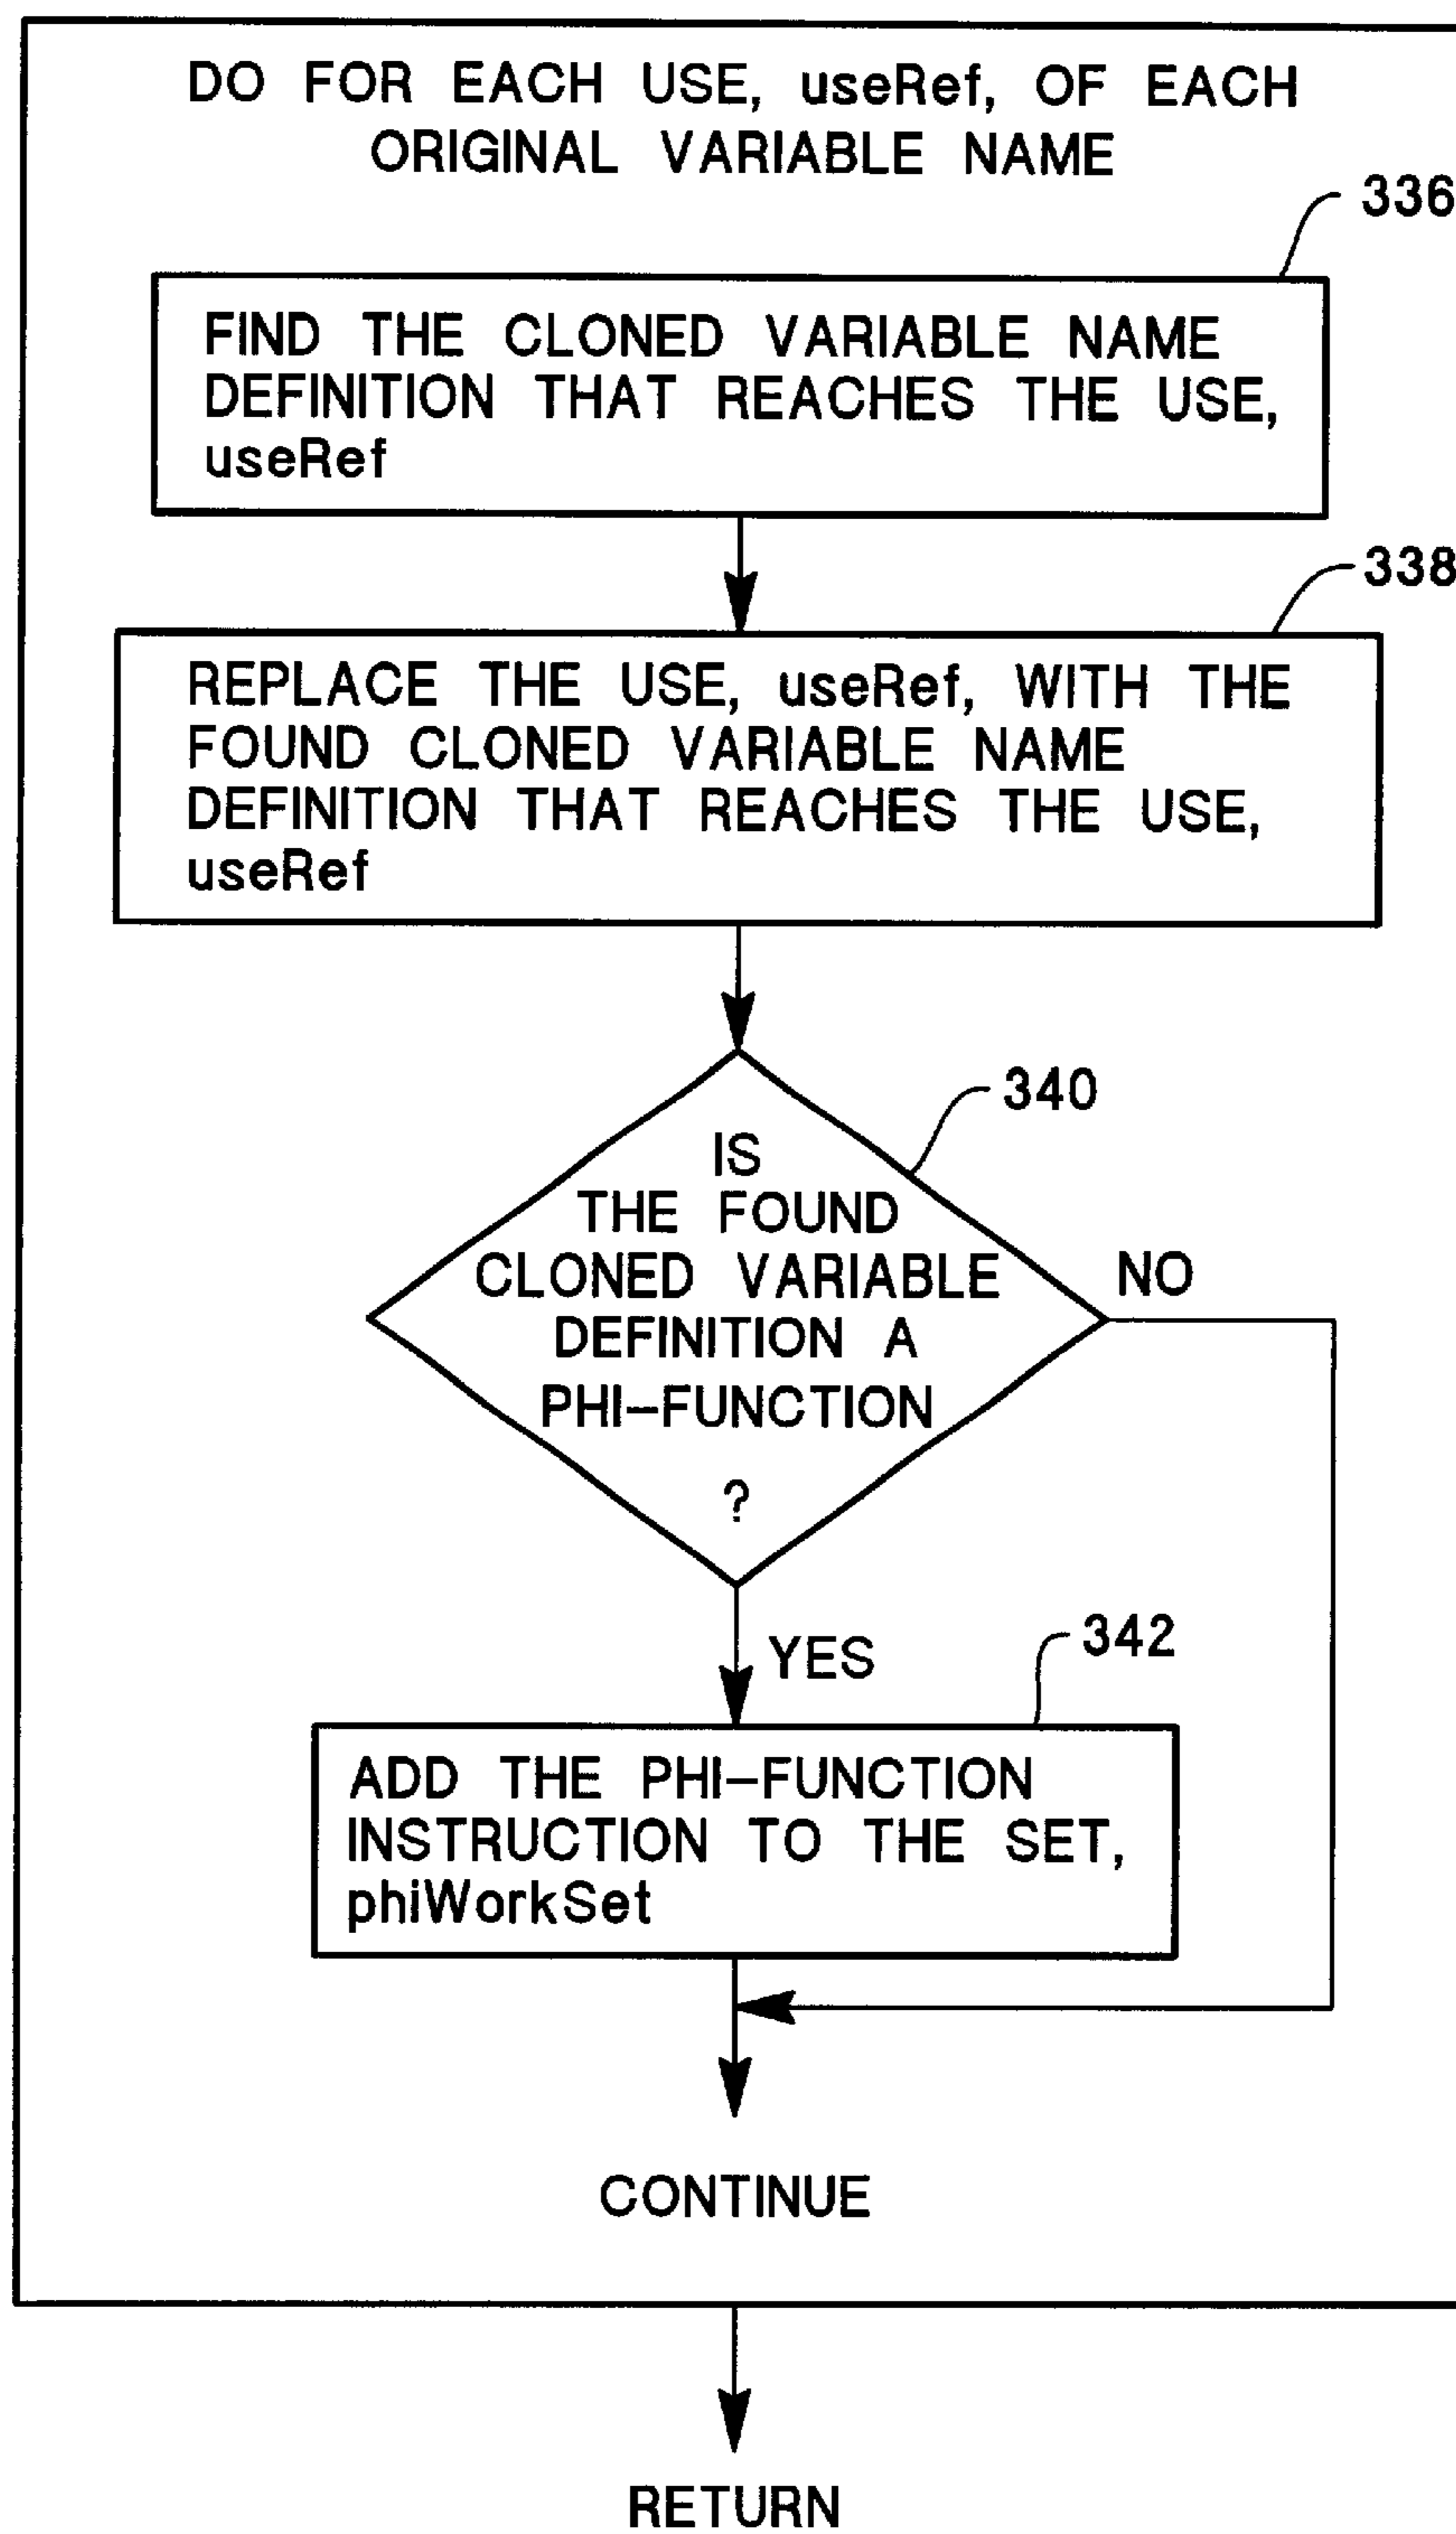 DO FOR EACH USE, useRef, OF EACH
ORIGINAL VARIABLE NAME
336
FIND THE CLONED VARIABLE NAME
DEFINITION THAT REACHES THE USE,
useRef
338
REPLACE THE USE, useRef, WITH THE
FOUND CLONED VARIABLE NAME
DEFINITION THAT REACHES THE USE,
useRef
340
IS
THE FOUND
CLONED VARIABLE
DEFINITION A
PHI-FUNCTION
?
NO
YES
342
ADD THE PHI-FUNCTION
INSTRUCTION TO THE SET,
phiWorkSet
CONTINUE
RETURN